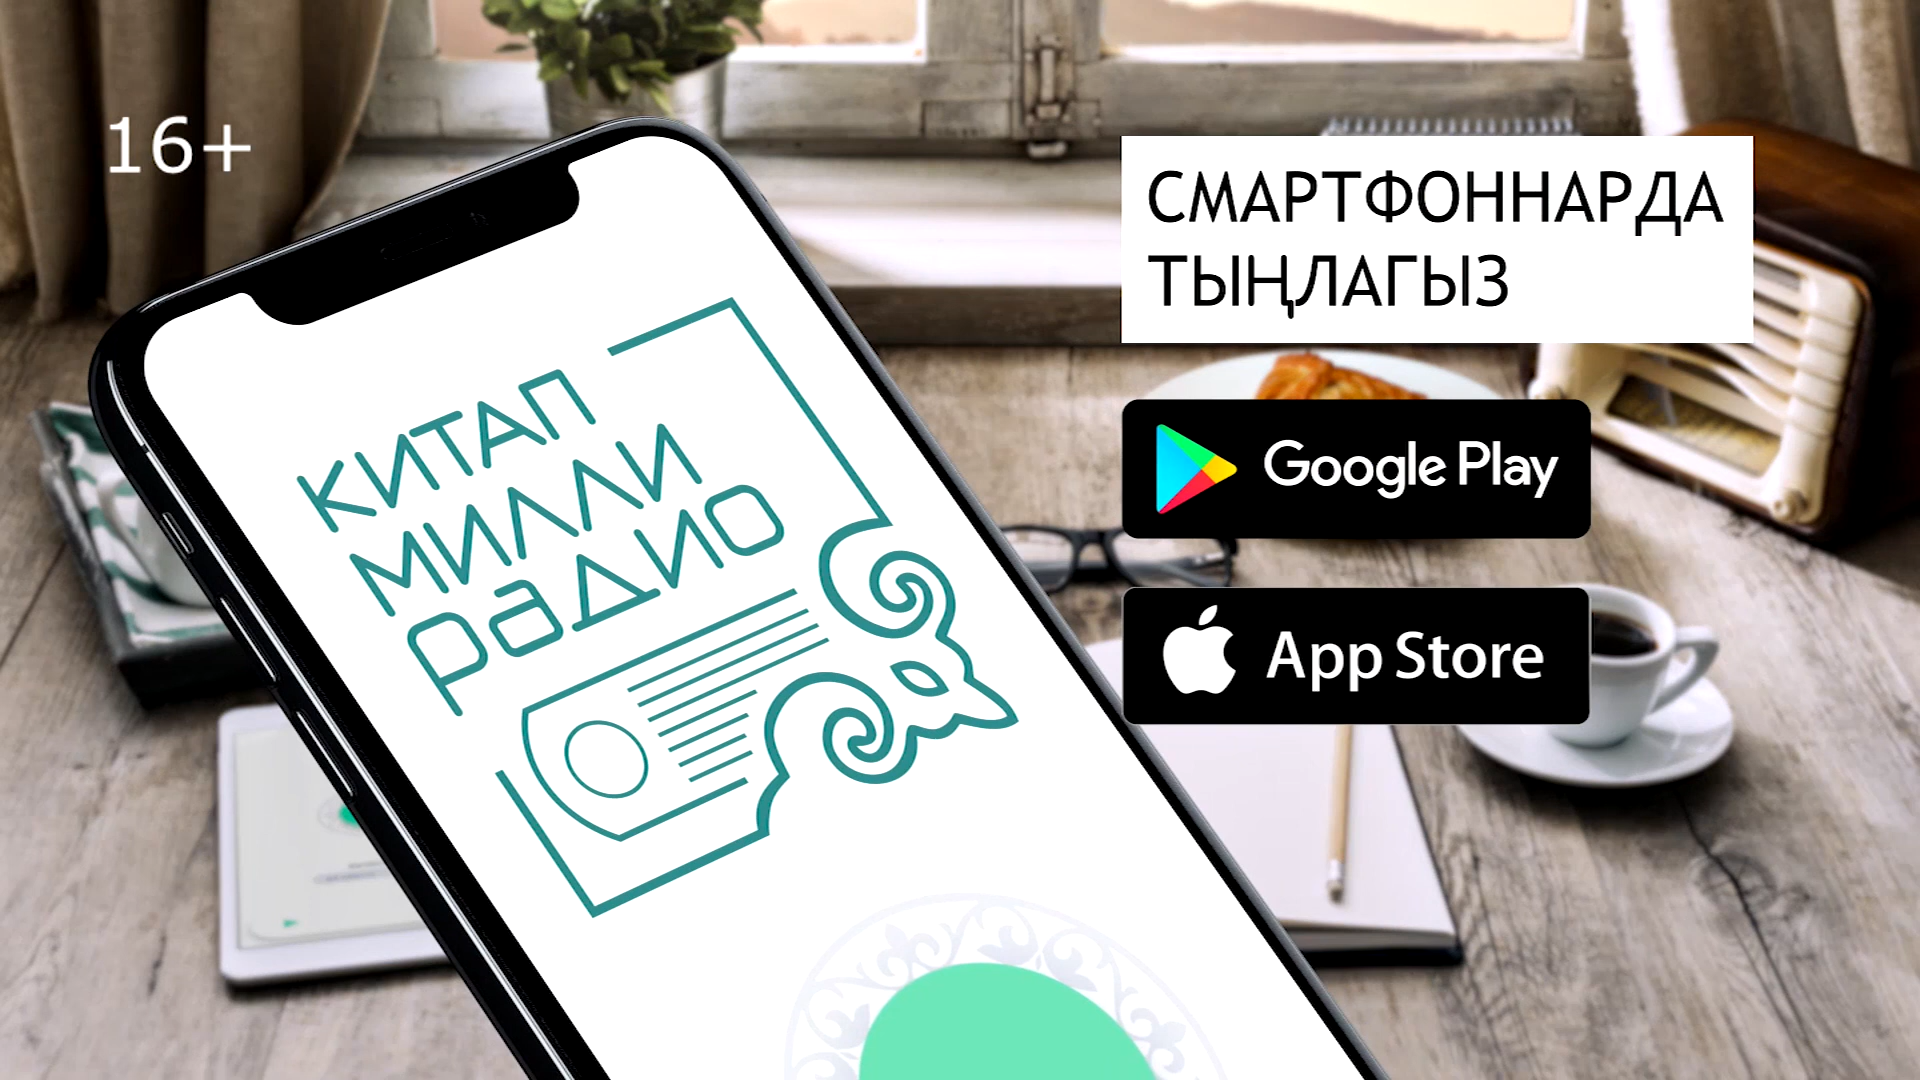 16+
СМАРТФОННАРДА
ТЫҢЛАГЫЗ
КИТАП
МИЛЛИ
РАДИО
Google Play
App Store